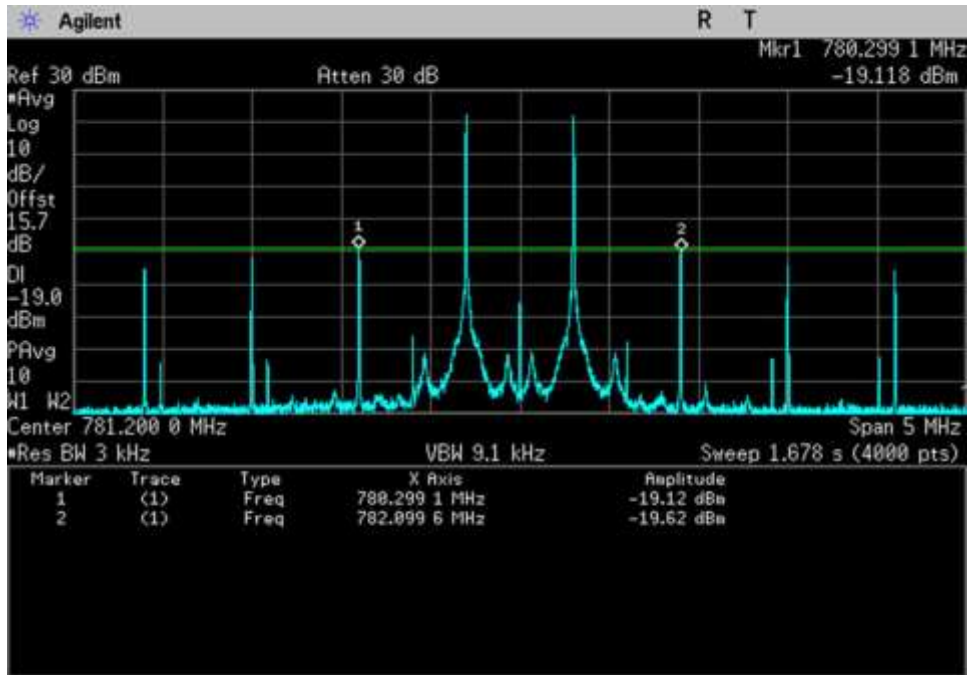 Agilent R T
Mkr1 780.299 1 MHz
Ref 30 dBm Atten 30 dB -19.118 dBm
*Avg
Log
10
dB/
Offst
15.7
dB
DI
-19.0
dBm
PAvg
10
W1 W2
1
2
Center 781.200 0 MHz Span 5 MHz
*Res BW 3 kHz VBW 9.1 kHz Sweep 1.678 s (4000 pts)
Marker Trace Type X Axis Amplitude
1 (1) Freq 780.299 1 MHz -19.12 dBm
2 (1) Freq 782.099 6 MHz -19.62 dBm